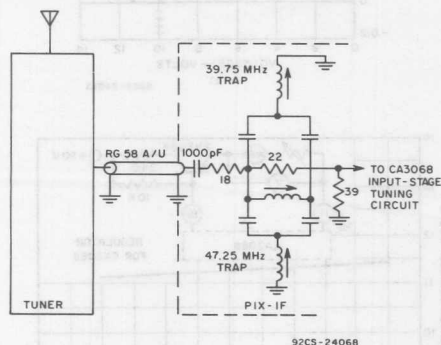 39.75 MHz
TRAP
RG 58 A/U
1000pF
18
22
39
TO CA3068
INPUT-STAGE
TUNING
CIRCUIT
47.25 MHz
TRAP
TUNER
PIX-IF
92CS-24068